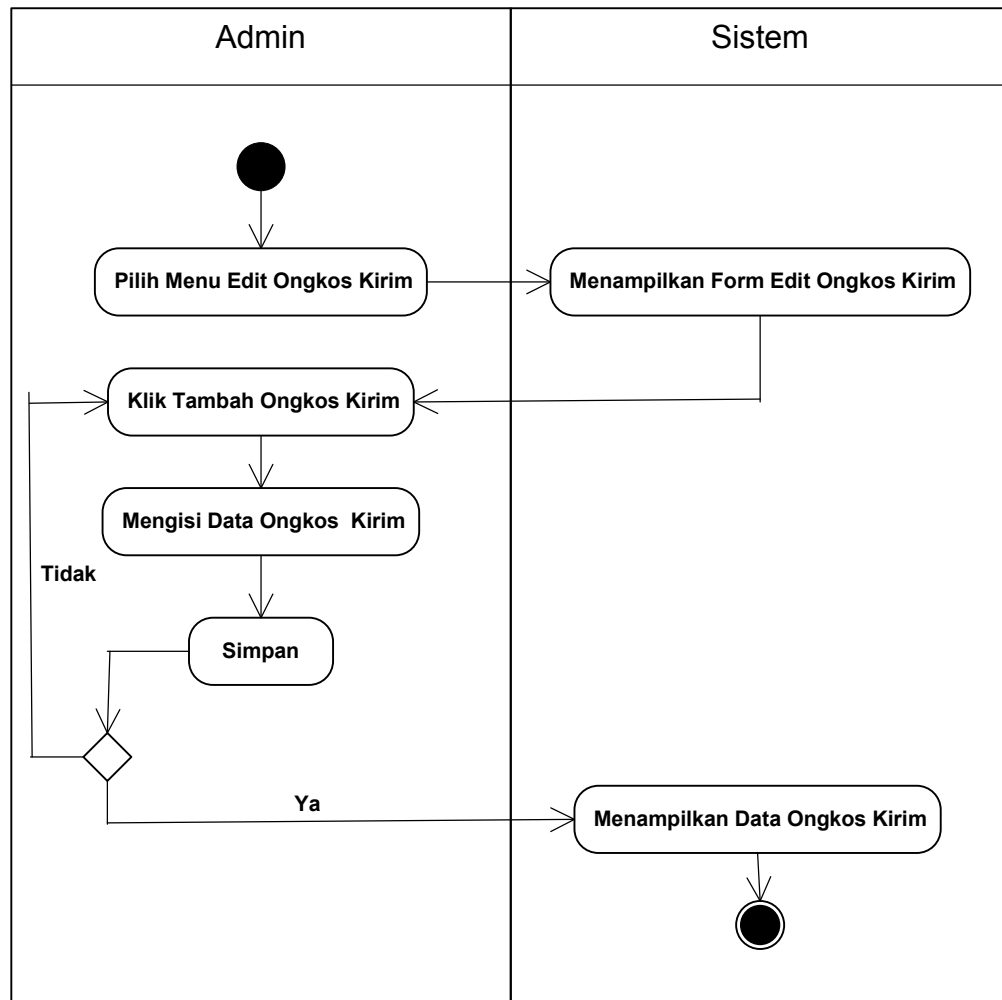 Admin
Sistem
Pilih Menu Edit Ongkos Kirim
Menampilkan Form Edit Ongkos Kirim
Klik Tambah Ongkos Kirim
Mengisi Data Ongkos  Kirim
Tidak
Simpan
Ya
Menampilkan Data Ongkos Kirim